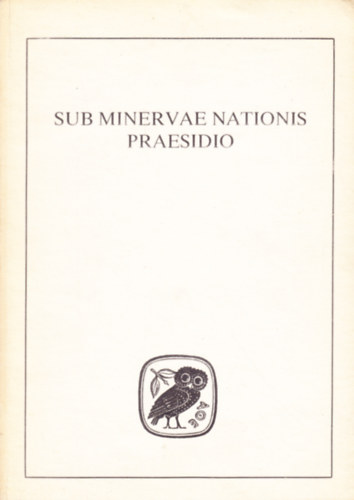 SUB MINERVAE NATIONIS
PRAESIDIO